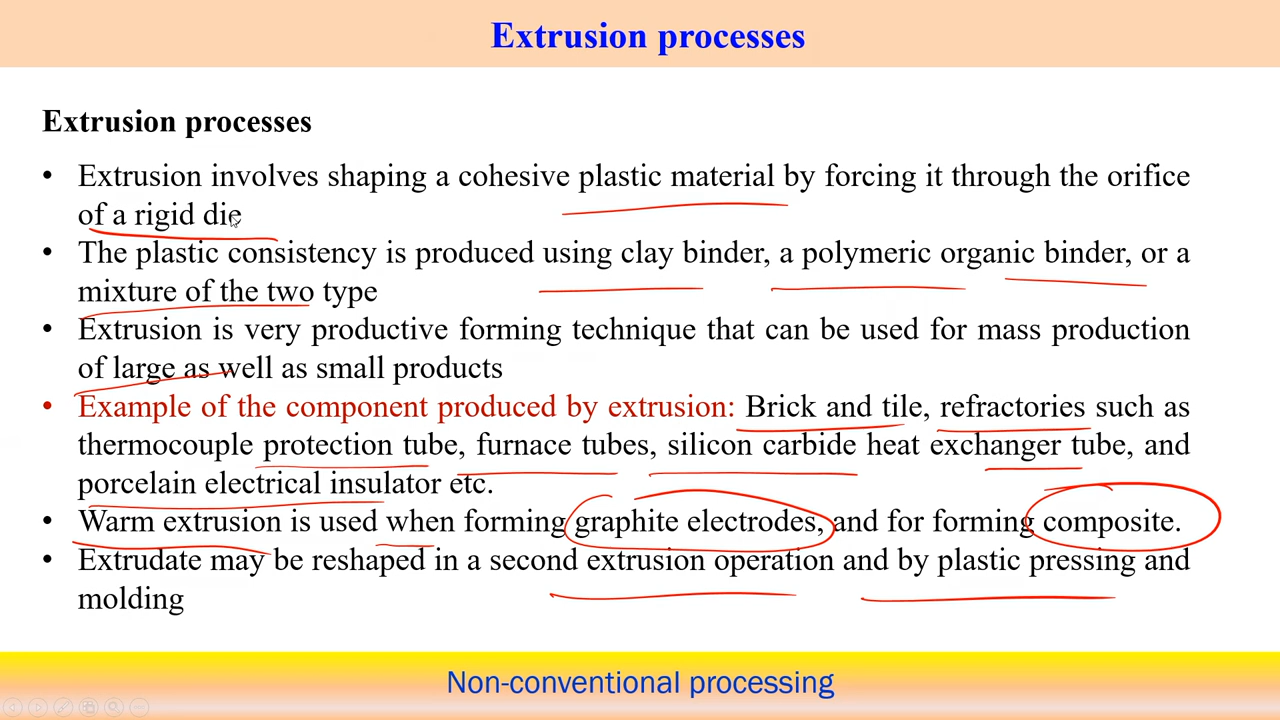 Extrusion processes
Extrusion processes
• Extrusion involves shaping a cohesive plastic material by forcing it through the orifice
of a rigid die
• The plastic consistency is produced using clay binder, a polymeric organic binder, or a
mixture of the two type
• Extrusion is very productive forming technique that can be used for mass production
of large as well as small products
• Example of the component produced by extrusion: Brick and tile, refractories such as
thermocouple protection tube, furnace tubes, silicon carbide heat exchanger tube, and
porcelain electrical insulator etc.
• Warm extrusion is used when forming graphite electrodes, and for forming composite.
• Extrudate may be reshaped in a second extrusion operation and by plastic pressing and
molding
Non-conventional processing